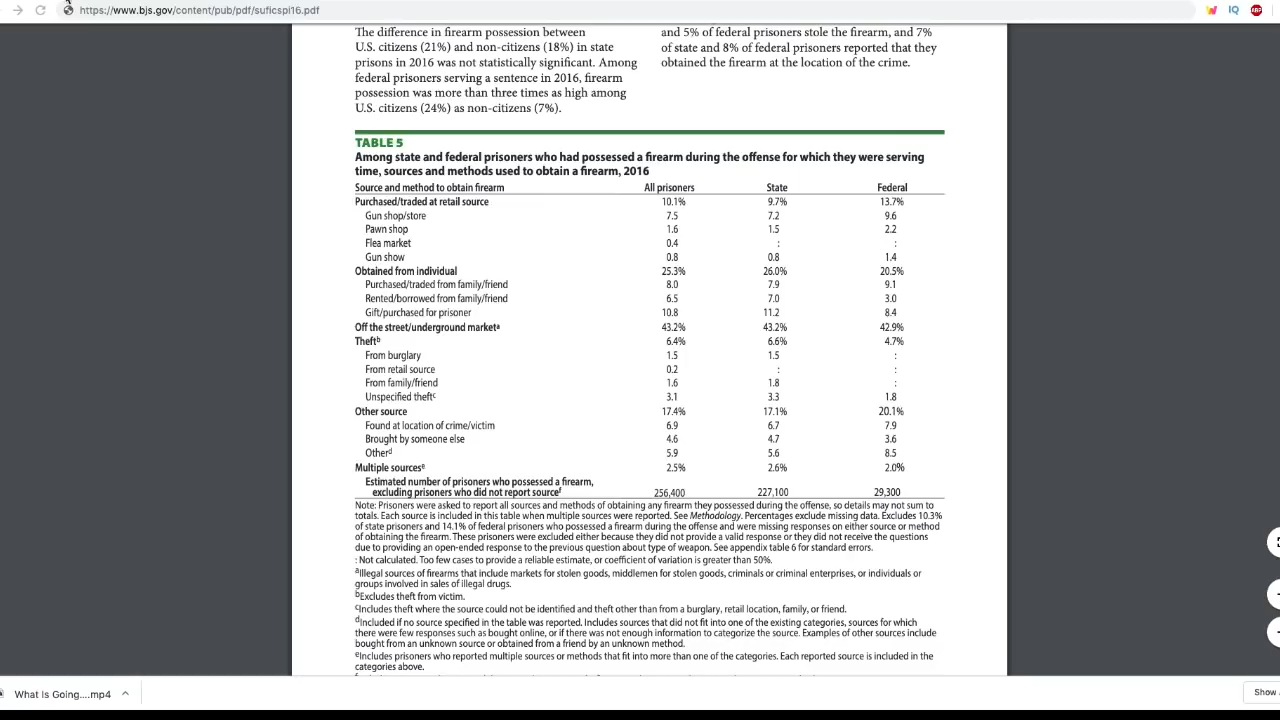 https://www.bjs.gov/content/pub/pdf/suficspi16.pdf
W IQ ABP
The difference in firearm possession between
U.S. citizens (21%) and non-citizens (18%) in state
prisons in 2016 was not statistically significant. Among
federal prisoners serving a sentence in 2016, firearm
possession was more than three times as high among
U.S. citizens (24%) as non-citizens (7%).
and 5% of federal prisoners stole the firearm, and 7%
of state and 8% of federal prisoners reported that they
obtained the firearm at the location of the crime.
TABLE 5
Among state and federal prisoners who had possessed a firearm during the offense for which they were serving
time, sources and methods used to obtain a firearm, 2016
Source and method to obtain firearm All prisoners State Federal
Purchased/traded at retail source 10.1% 9.7% 13.7%
Gun shop/store 7.5 7.2 9.6
Pawn shop 1.6 1.5 2.2
Flea market 0.4 : :
Gun show 0.8 0.8 1.4
Obtained from individual 25.3% 26.0% 20.5%
Purchased/traded from family/friend 8.0 7.9 9.1
Rented/borrowed from family/friend 6.5 7.0 3.0
Gift/purchased for prisoner 10.8 11.2 8.4
Off the street/underground marketa 43.2% 43.2% 42.9%
Theftb 6.4% 6.6% 4.7%
From burglary 1.5 1.5 :
From retail source 0.2 : :
From family/friend 1.6 1.8 :
Unspecified theftc 3.1 3.3 1.8
Other source 17.4% 17.1% 20.1%
Found at location of crime/victim 6.9 6.7 7.9
Brought by someone else 4.6 4.7 3.6
Otherd 5.9 5.6 8.5
Multiple sourcese 2.5% 2.6% 2.0%
Estimated number of prisoners who possessed a firearm,
excluding prisoners who did not report sourcef 256,400 227,100 29,300
Note: Prisoners were asked to report all sources and methods of obtaining any firearm they possessed during the offense, so details may not sum to
totals. Each source is included in this table when multiple sources were reported. See Methodology. Percentages exclude missing data. Excludes 10.3%
of state prisoners and 14.1% of federal prisoners who possessed a firearm during the offense and were missing responses on either source or method
of obtaining the firearm. These prisoners were excluded either because they did not provide a valid response or they did not receive the questions
due to providing an open-ended response to the previous question about type of weapon. See appendix table 6 for standard errors.
: Not calculated. Too few cases to provide a reliable estimate, or coefficient of variation is greater than 50%.
aIllegal sources of firearms that include markets for stolen goods, middlemen for stolen goods, criminals or criminal enterprises, or individuals or
groups involved in sales of illegal drugs.
bExcludes theft from victim.
cIncludes theft where the source could not be identified and theft other than from a burglary, retail location, family, or friend.
dIncluded if no source specified in the table was reported. Includes sources that did not fit into one of the existing categories, sources for which
there were few responses such as bought online, or if there was not enough information to categorize the source. Examples of other sources include
bought from an unknown source or obtained from a friend by an unknown method.
eIncludes prisoners who reported multiple sources or methods that fit into more than one of the categories. Each reported source is included in the
categories above.
What Is Going....mp4
Show